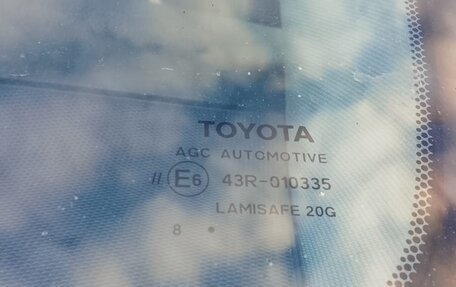 TOYOTA
AGC AUTOMOTIVE
// E6 43R-010335
LAMISAFE 20G
8 •